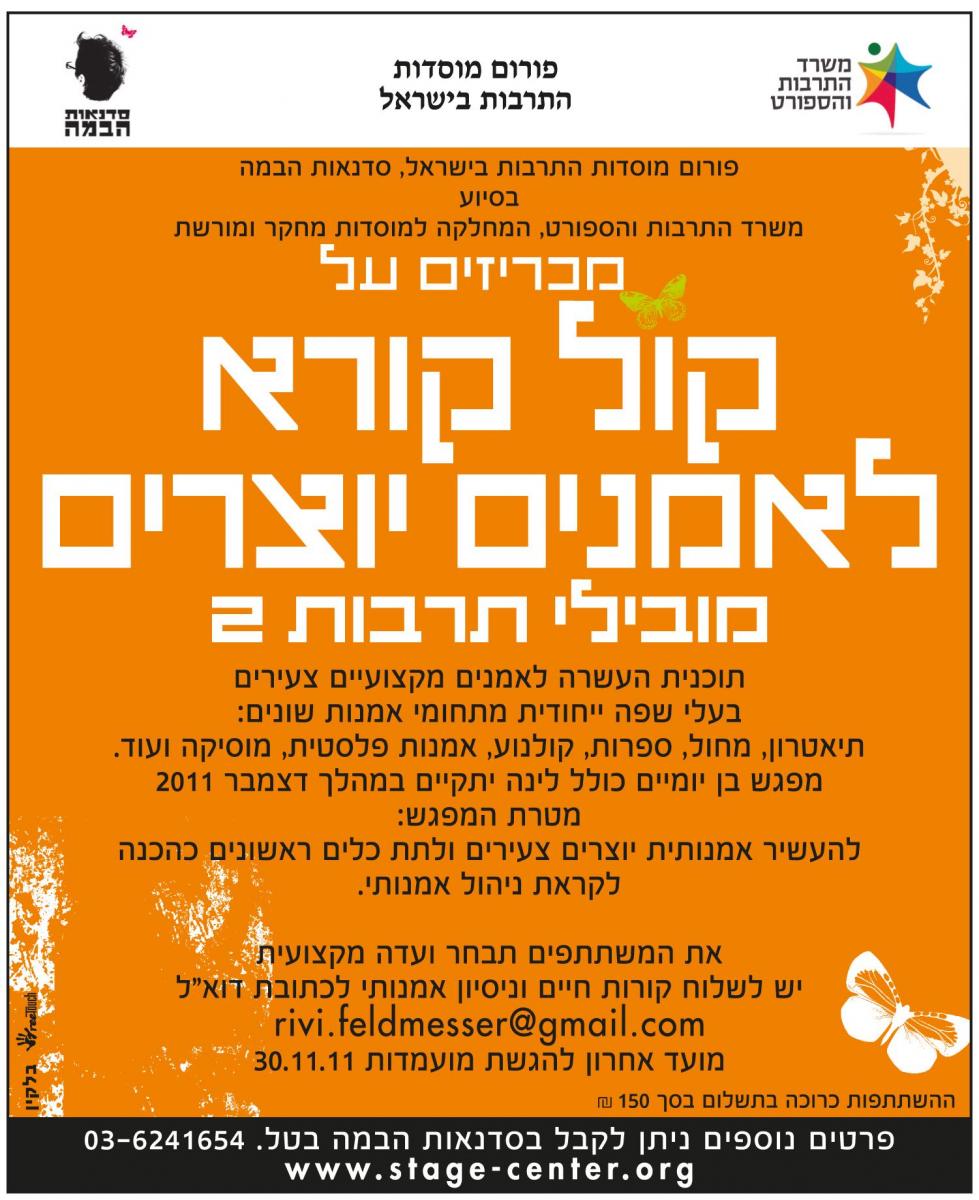 משרד
התרבות
והספורט
פורום מוסדות
התרבות בישראל
סדנאות
הבמה
פורום מוסדות התרבות בישראל, סדנאות הבמה
בסיוע
משרד התרבות והספורט, המחלקה למוסדות מחקר ומורשת
מכריזים על
קול קורא
לאמנים יוצרים
מובילי תרבות 2
תוכנית העשרה לאמנים מקצועיים צעירים
בעלי שפה ייחודית מתחומי אמנות שונים:
תיאטרון, מחול, ספרות, קולנוע, אמנות פלסטית, מוסיקה ועוד.
מפגש בן יומיים כולל לינה יתקיים במהלך דצמבר 2011
מטרת המפגש:
להעשיר אמנותית יוצרים צעירים ולתת כלים ראשונים כהכנה
לקראת ניהול אמנותי.
את המשתתפים תבחר ועדה מקצועית
יש לשלוח קורות חיים וניסיון אמנותי לכתובת דוא"ל
rivi.feldmesser@gmail.com
מועד אחרון להגשת מועמדות 30.11.11
ההשתתפות כרוכה בתשלום בסך 150 ₪
בלקין FreeTouch
פרטים נוספים ניתן לקבל בסדנאות הבמה בטל. 03-6241654
www.stage-center.org